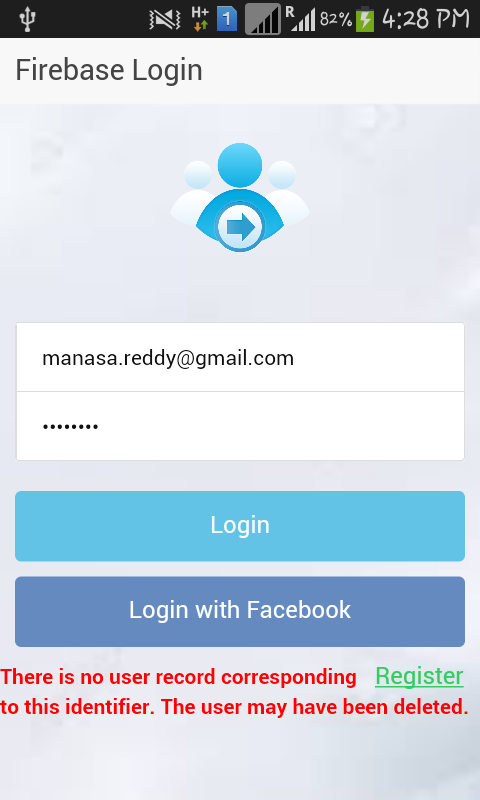 H+ 1 R 82% 4:28 PM
Firebase Login
manasa.reddy@gmail.com
••••••••
Login
Login with Facebook
There is no user record corresponding Register
to this identifier. The user may have been deleted.